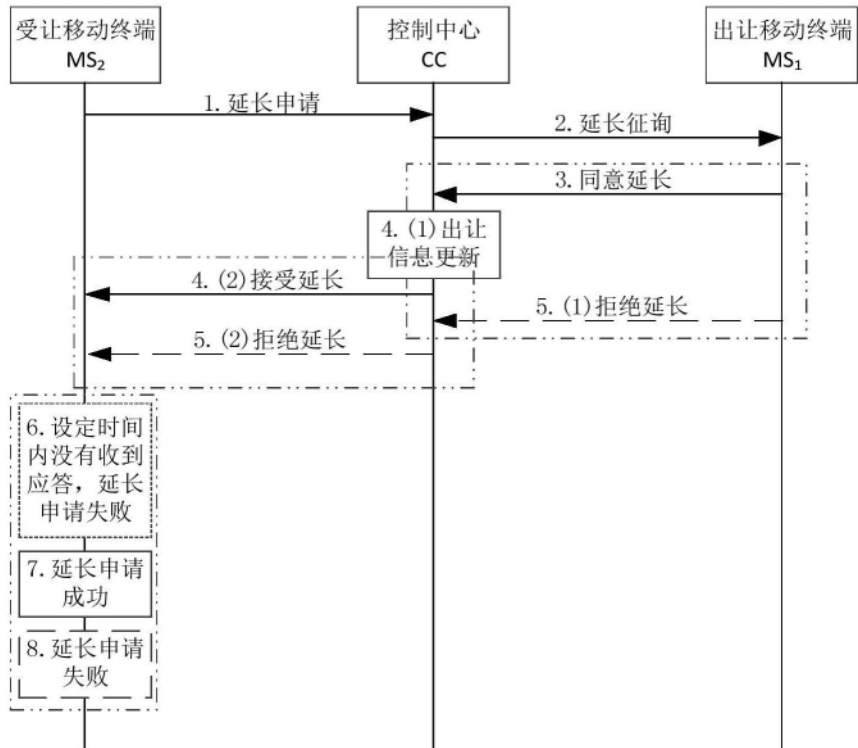 受让移动终端
MS₂
控制中心
CC
出让移动终端
MS₁
1.延长申请
2.延长征询
3.同意延长
4.(1)出让
信息更新
4.(2)接受延长
5.(1)拒绝延长
5.(2)拒绝延长
6.设定时间
内没有收到
应答，延长
申请失败
7.延长申请
成功
8.延长申请
失败